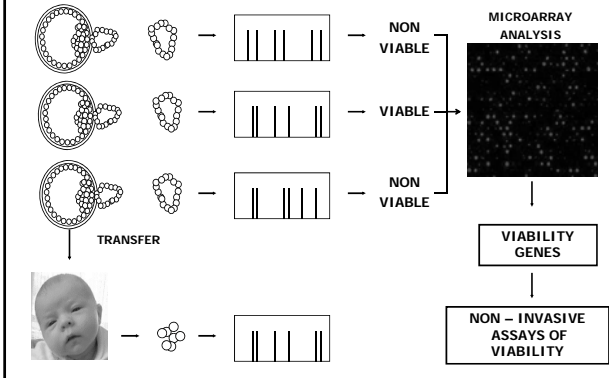 MICROARRAY
ANALYSIS
NON
VIABLE
VIABLE
NON
VIABLE
TRANSFER
VIABILITY
GENES
NON – INVASIVE
ASSAYS OF
VIABILITY